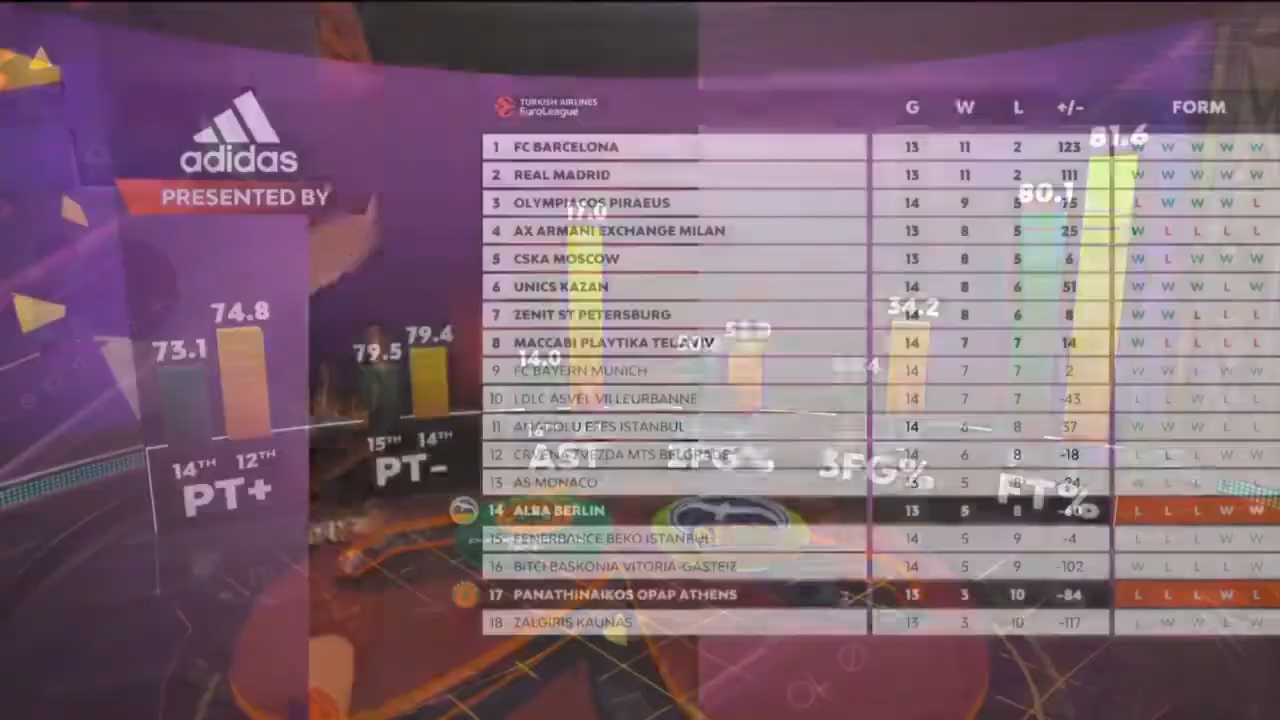 adidas
PRESENTED BY
TURKISH AIRLINES
EuroLeague
G W L +/- FORM
1 FC BARCELONA 13 11 2 123 W W W W W
2 REAL MADRID 13 11 2 111 W W W W W
3 OLYMPIACOS PIRAEUS 14 9 5 75 L W W W L
4 AX ARMANI EXCHANGE MILAN 13 8 5 25 W L L L L
5 CSKA MOSCOW 13 8 5 6 W L W W W
6 UNICS KAZAN 14 8 6 51 W W W L W
7 ZENIT ST PETERSBURG 14 8 6 8 W W L L L
8 MACCABI PLAYTIKA TEL AVIV 14 7 7 14 W L L L L
9 FC BAYERN MUNICH 14 7 7 2 W W L W W
10 LDLC ASVEL VILLEURBANNE 14 7 7 -43 L L L L
11 ANADOLU EFES ISTANBUL 14 6 8 37 W L W W L
12 CRVENA ZVEZDA MTS BELGRADE 14 6 8 -18 L L L W W
13 AS MONACO 13 5 8 -24 L W L L
14 ALBA BERLIN 13 5 8 L L L W W
15 FENERBAHCE BEKO ISTANBUL 14 5 9 -4 L W L L
16 BITCI BASKONIA VITORIA-GASTEIZ 14 5 9 -102 W L L L
17 PANATHINAIKOS OPAP ATHENS 13 3 10 -84 L L L W L
18 ZALGIRIS KAUNAS 13 3 10 -117 L W W L W
73.1 74.8
14TH 12TH
PT+
79.5 79.4
15TH 14TH
PT-
14.0 17.0
AST
2FG%
34.2
3FG%
80.1 81.6
FT%